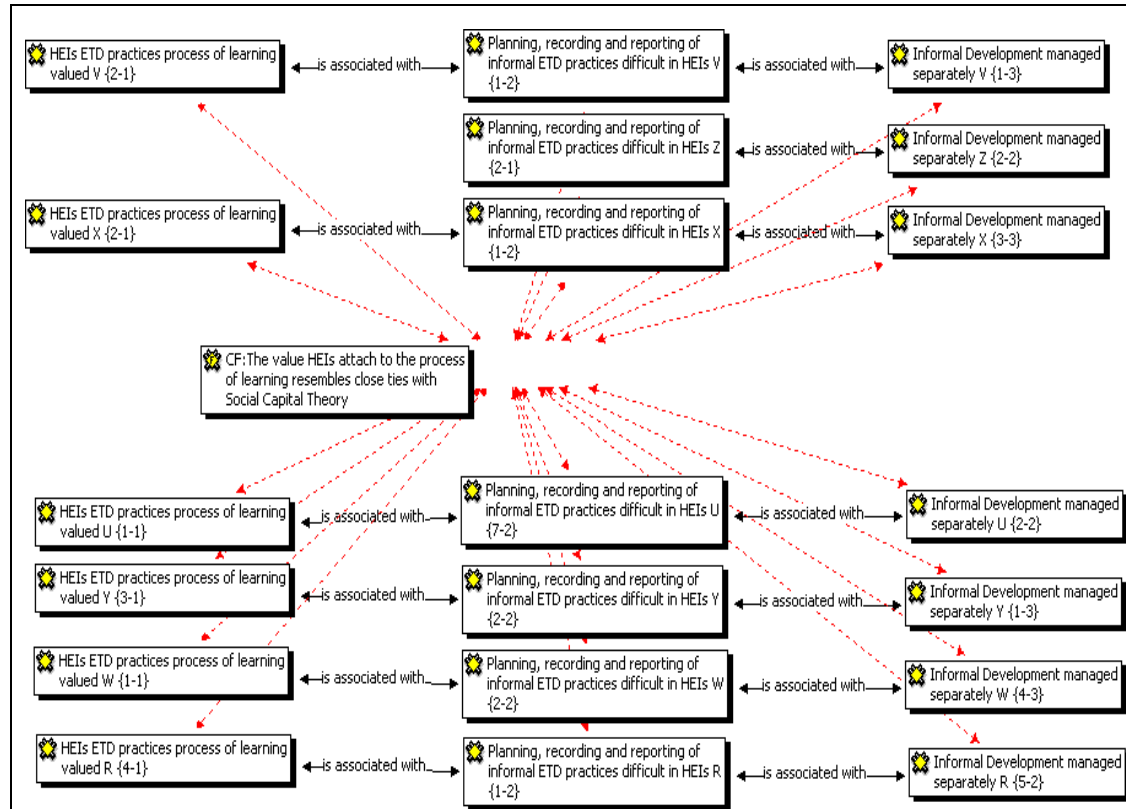 HEIs ETD practices process of learning
valued V {2-1}
is associated with
Planning, recording and reporting of
informal ETD practices difficult in HEIs V
{1-2}
is associated with
Informal Development managed
separately V {1-3}
Planning, recording and reporting of
informal ETD practices difficult in HEIs Z
{2-1}
is associated with
Informal Development managed
separately Z {2-2}
HEIs ETD practices process of learning
valued X {2-1}
is associated with
Planning, recording and reporting of
informal ETD practices difficult in HEIs X
{1-2}
is associated with
Informal Development managed
separately X {3-3}
CF:The value HEIs attach to the process
of learning resembles close ties with
Social Capital Theory
HEIs ETD practices process of learning
valued U {1-1}
is associated with
Planning, recording and reporting of
informal ETD practices difficult in HEIs U
{7-2}
is associated with
Informal Development managed
separately U {2-2}
HEIs ETD practices process of learning
valued Y {3-1}
is associated with
Planning, recording and reporting of
informal ETD practices difficult in HEIs Y
{2-2}
is associated with
Informal Development managed
separately Y {1-3}
HEIs ETD practices process of learning
valued W {1-1}
is associated with
Planning, recording and reporting of
informal ETD practices difficult in HEIs W
{2-2}
is associated with
Informal Development managed
separately W {4-3}
HEIs ETD practices process of learning
valued R {4-1}
is associated with
Planning, recording and reporting of
informal ETD practices difficult in HEIs R
{1-2}
is associated with
Informal Development managed
separately R {5-2}